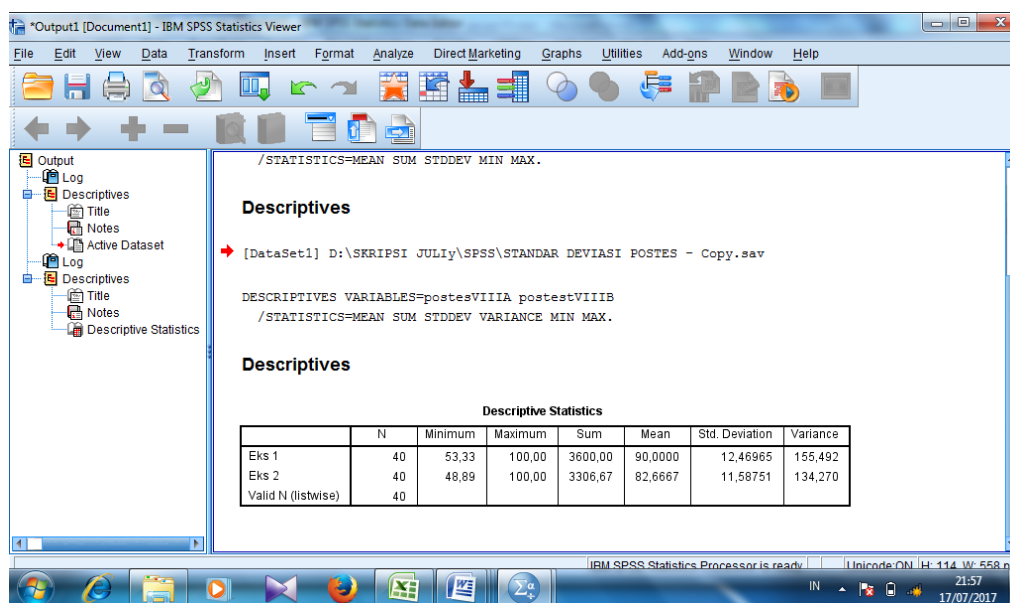 *Output1 [Document1] - IBM SPSS Statistics Viewer
File Edit View Data Transform Insert Format Analyze Direct Marketing Graphs Utilities Add-ons Window Help
Output
Log
Descriptives
Title
Notes
Active Dataset
Log
Descriptives
Title
Notes
Descriptive Statistics
/STATISTICS=MEAN SUM STDDEV MIN MAX.
Descriptives
[DataSet1] D:\SKRIPSI JULIy\SPSS\STANDAR DEVIASI POSTES - Copy.sav
DESCRIPTIVES VARIABLES=postesVIIIA postestVIIIB
/STATISTICS=MEAN SUM STDDEV VARIANCE MIN MAX.
Descriptives
Descriptive Statistics
N Minimum Maximum Sum Mean Std. Deviation Variance
Eks 1 40 53,33 100,00 3600,00 90,0000 12,46965 155,492
Eks 2 40 48,89 100,00 3306,67 82,6667 11,58751 134,270
Valid N (listwise) 40
IBM SPSS Statistics Processor is ready Unicode:ON H: 114, W: 558
IN 21:57
17/07/2017